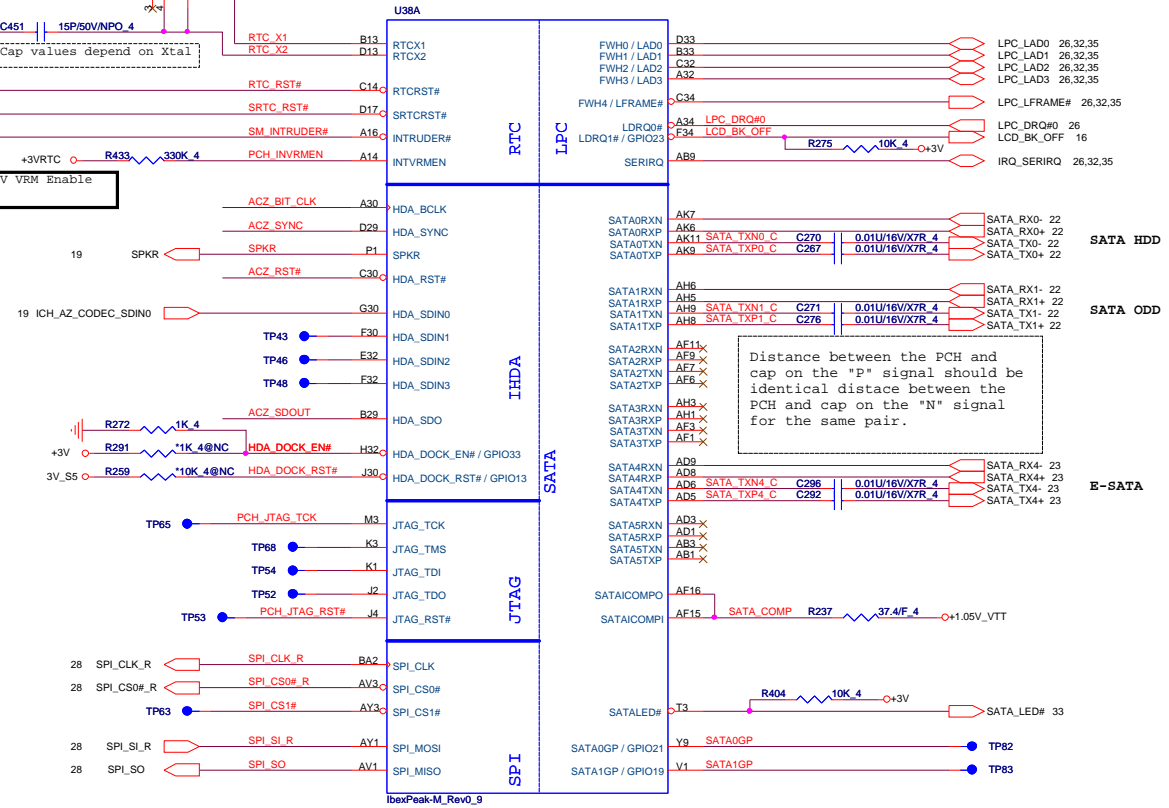 U38A
C451 15P/50V/NPO_4
Cap values depend on Xtal
RTC_X1 B13 RTCX1
RTC_X2 D13 RTCX2
RTC_RST# C14 RTCRST#
SRTC_RST# D17 SRTCRST#
SM_INTRUDER# A16 INTRUDER#
+3VRTC R433 330K_4 PCH_INVRMEN A14 INTVRMEN
V VRM Enable
RTC
LPC
FWH0 / LAD0 D33 LPC_LAD0 26,32,35
FWH1 / LAD1 B33 LPC_LAD1 26,32,35
FWH2 / LAD2 C32 LPC_LAD2 26,32,35
FWH3 / LAD3 A32 LPC_LAD3 26,32,35
FWH4 / LFRAME# C34 LPC_LFRAME# 26,32,35
LDRQ0# A34 LPC_DRQ#0 LPC_DRQ#0 26
LDRQ1# / GPIO23 F34 LCD_BK_OFF LCD_BK_OFF 16
R275 10K_4 +3V
SERIRQ AB9 IRQ_SERIRQ 26,32,35
ACZ_BIT_CLK A30 HDA_BCLK
ACZ_SYNC D29 HDA_SYNC
19 SPKR SPKR P1 SPKR
ACZ_RST# C30 HDA_RST#
19 ICH_AZ_CODEC_SDIN0 G30 HDA_SDIN0
TP43 F30 HDA_SDIN1
TP46 E32 HDA_SDIN2
TP48 F32 HDA_SDIN3
ACZ_SDOUT B29 HDA_SDO
R272 1K_4
+3V R291 *1K_4@NC HDA_DOCK_EN# H32 HDA_DOCK_EN# / GPIO33
3V_S5 R259 *10K_4@NC HDA_DOCK_RST# J30 HDA_DOCK_RST# / GPIO13
IHDA
SATA
SATA0RXN AK7 SATA_RX0- 22
SATA0RXP AK6 SATA_RX0+ 22
SATA0TXN AK11 SATA_TXN0_C C270 0.01U/16V/X7R_4 SATA_TX0- 22
SATA0TXP AK9 SATA_TXP0_C C267 0.01U/16V/X7R_4 SATA_TX0+ 22
SATA HDD
SATA1RXN AH6 SATA_RX1- 22
SATA1RXP AH5 SATA_RX1+ 22
SATA1TXN AH9 SATA_TXN1_C C271 0.01U/16V/X7R_4 SATA_TX1- 22
SATA1TXP AH8 SATA_TXP1_C C276 0.01U/16V/X7R_4 SATA_TX1+ 22
SATA ODD
SATA2RXN AF11
SATA2RXP AF9
SATA2TXN AF7
SATA2TXP AF6
SATA3RXN AH3
SATA3RXP AH1
SATA3TXN AF3
SATA3TXP AF1
Distance between the PCH and
cap on the "P" signal should be
identical distace between the
PCH and cap on the "N" signal
for the same pair.
SATA4RXN AD9 SATA_RX4- 23
SATA4RXP AD8 SATA_RX4+ 23
SATA4TXN AD6 SATA_TXN4_C C296 0.01U/16V/X7R_4 SATA_TX4- 23
SATA4TXP AD5 SATA_TXP4_C C292 0.01U/16V/X7R_4 SATA_TX4+ 23
E-SATA
SATA5RXN AD3
SATA5RXP AD1
SATA5TXN AB3
SATA5TXP AB1
SATAICOMPO AF16
SATAICOMPI AF15 SATA_COMP R237 37.4/F_4 +1.05V_VTT
R404 10K_4 +3V
SATALED# T3 SATA_LED# 33
SATA0GP / GPIO21 Y9 SATA0GP TP82
SATA1GP / GPIO19 V1 SATA1GP TP83
TP65 PCH_JTAG_TCK M3 JTAG_TCK
TP68 K3 JTAG_TMS
TP54 K1 JTAG_TDI
TP52 J2 JTAG_TDO
TP53 PCH_JTAG_RST# J4 JTAG_RST#
JTAG
28 SPI_CLK_R SPI_CLK_R BA2 SPI_CLK
28 SPI_CS0#_R SPI_CS0#_R AV3 SPI_CS0#
TP63 SPI_CS1# AY3 SPI_CS1#
28 SPI_SI_R SPI_SI_R AY1 SPI_MOSI
28 SPI_SO SPI_SO AV1 SPI_MISO
SPI
IbexPeak-M_Rev0_9